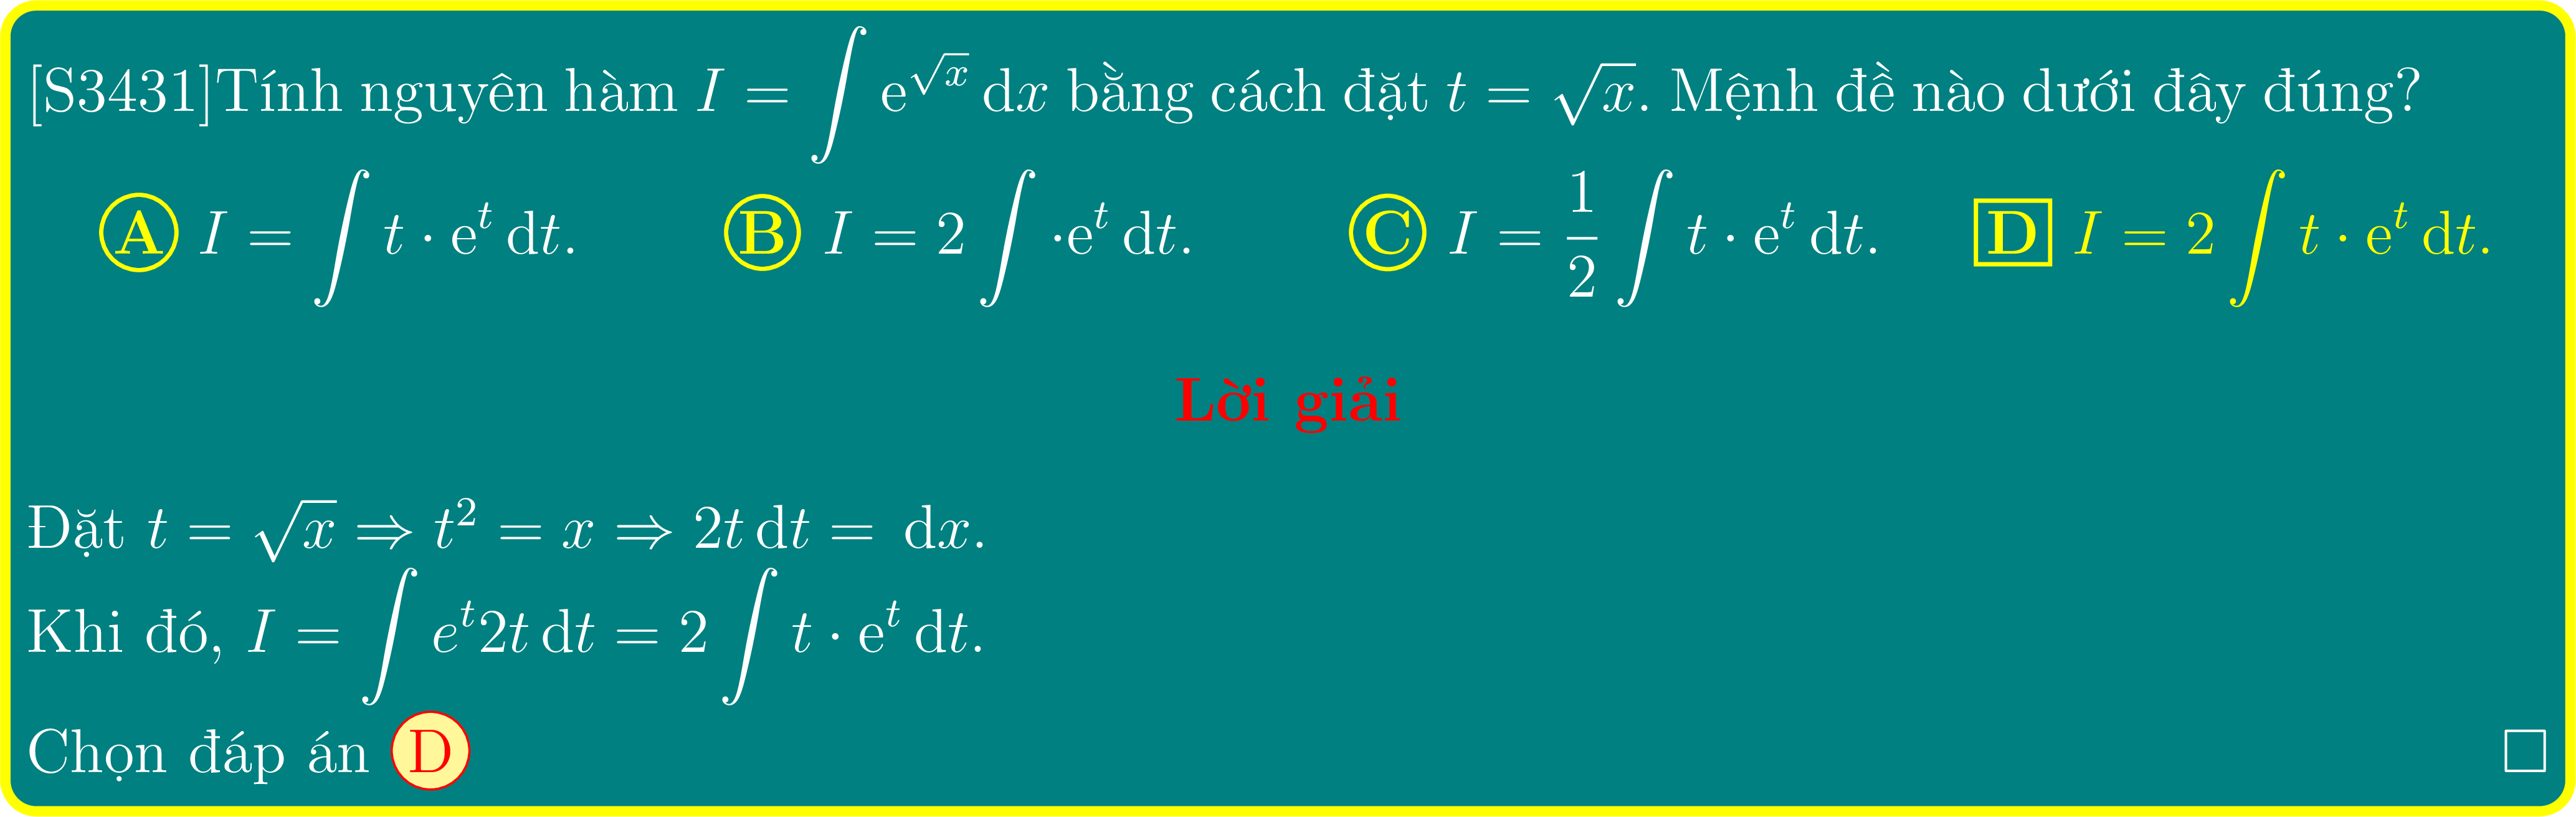 [S3431]Tính nguyên hàm $I = \int \mathrm{e}^{\sqrt{x}} \, \mathrm{d}x$ bằng cách đặt $t = \sqrt{x}$. Mệnh đề nào dưới đây đúng?
A $I = \int t \cdot \mathrm{e}^t \, \mathrm{d}t.$ B $I = 2 \int \cdot \mathrm{e}^t \, \mathrm{d}t.$ C $I = \frac{1}{2} \int t \cdot \mathrm{e}^t \, \mathrm{d}t.$ D $I = 2 \int t \cdot \mathrm{e}^t \, \mathrm{d}t.$
Lời giải
Đặt $t = \sqrt{x} \Rightarrow t^2 = x \Rightarrow 2t \, \mathrm{d}t = \mathrm{d}x.$
Khi đó, $I = \int e^t 2t \, \mathrm{d}t = 2 \int t \cdot \mathrm{e}^t \, \mathrm{d}t.$
Chọn đáp án D □